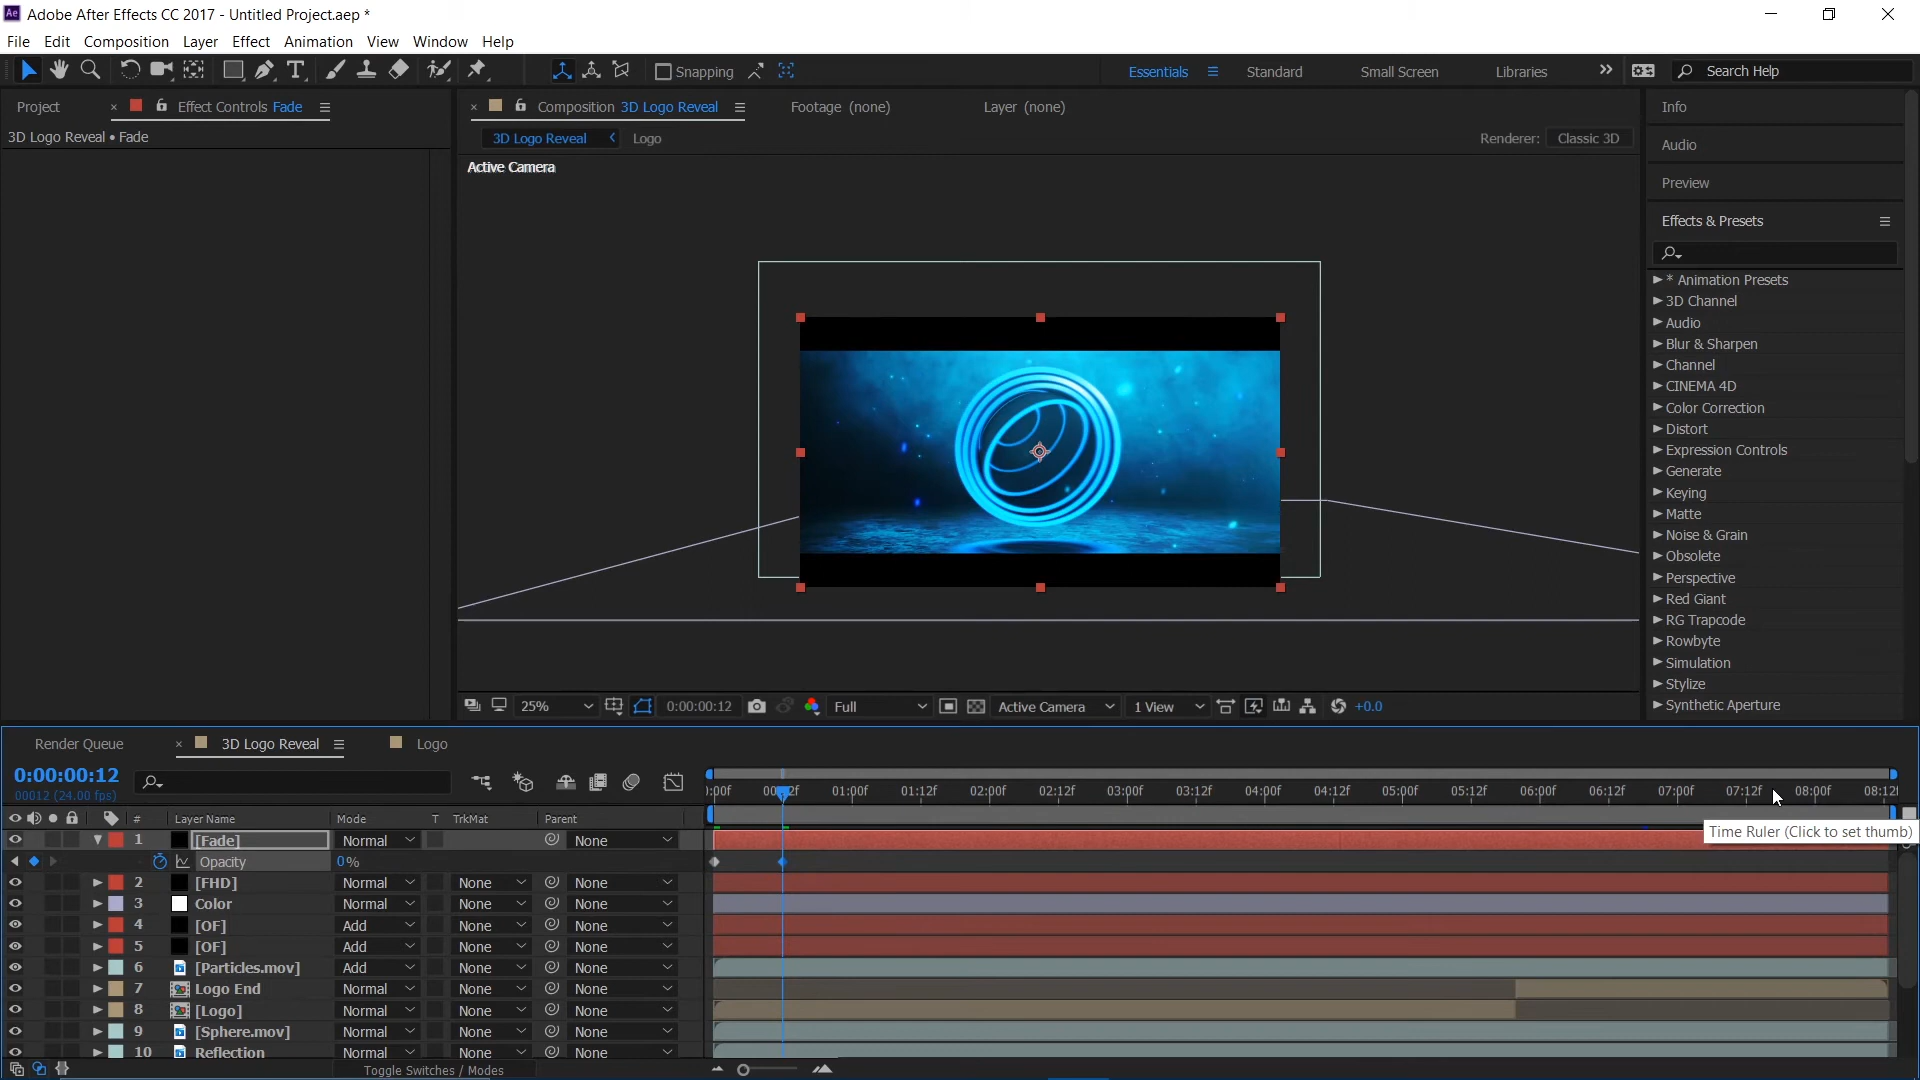 Adobe After Effects CC 2017 - Untitled Project.aep *
File Edit Composition Layer Effect Animation View Window Help
Snapping Essentials Standard Small Screen Libraries Search Help
Project Effect Controls Fade Composition 3D Logo Reveal Footage (none) Layer (none) Info
3D Logo Reveal • Fade 3D Logo Reveal Logo Renderer: Classic 3D Audio
Active Camera
Preview
Effects & Presets
* Animation Presets
3D Channel
Audio
Blur & Sharpen
Channel
CINEMA 4D
Color Correction
Distort
Expression Controls
Generate
Keying
Matte
Noise & Grain
Obsolete
Perspective
Red Giant
RG Trapcode
Rowbyte
Simulation
Stylize
Synthetic Aperture
25% 0:00:00:12 Full Active Camera 1 View +0.0
Render Queue 3D Logo Reveal Logo
0:00:00:12
00012 (24.00 fps)
):00f 00:12f 01:00f 01:12f 02:00f 02:12f 03:00f 03:12f 04:00f 04:12f 05:00f 05:12f 06:00f 06:12f 07:00f 07:12f 08:00f 08:12f
# Layer Name Mode T TrkMat Parent
1 [Fade] Normal None
Time Ruler (Click to set thumb)
Opacity 0%
2 [FHD] Normal None None
3 Color Normal None None
4 [OF] Add None None
5 [OF] Add None None
6 [Particles.mov] Add None None
7 Logo End Normal None None
8 [Logo] Normal None None
9 [Sphere.mov] Normal None None
10 Reflection Normal None None
Toggle Switches / Modes